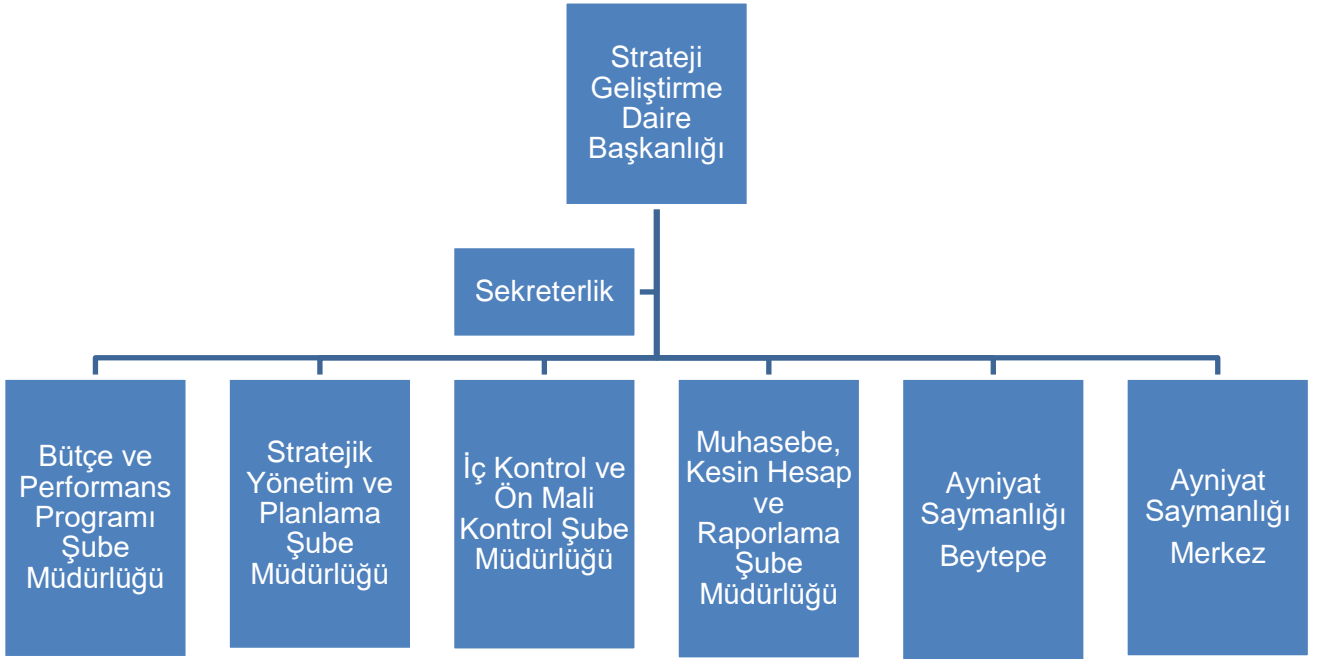 Strateji
Geliştirme
Daire
Başkanlığı
Sekreterlik
Bütçe ve
Performans
Programı
Şube
Müdürlüğü
Stratejik
Yönetim ve
Planlama
Şube
Müdürlüğü
İç Kontrol ve
Ön Mali
Kontrol Şube
Müdürlüğü
Muhasebe,
Kesin Hesap
ve
Raporlama
Şube
Müdürlüğü
Ayniyat
Saymanlığı
Beytepe
Ayniyat
Saymanlığı
Merkez